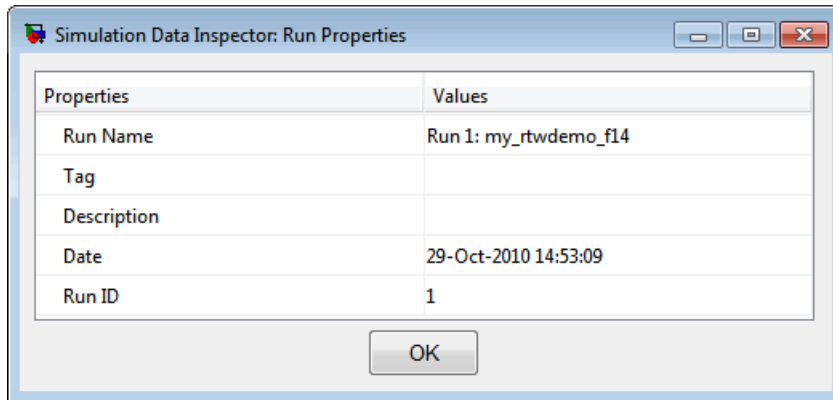 Simulation Data Inspector: Run Properties
Properties Values
Run Name Run 1: my_rtwdemo_f14
Tag
Description
Date 29-Oct-2010 14:53:09
Run ID 1
OK